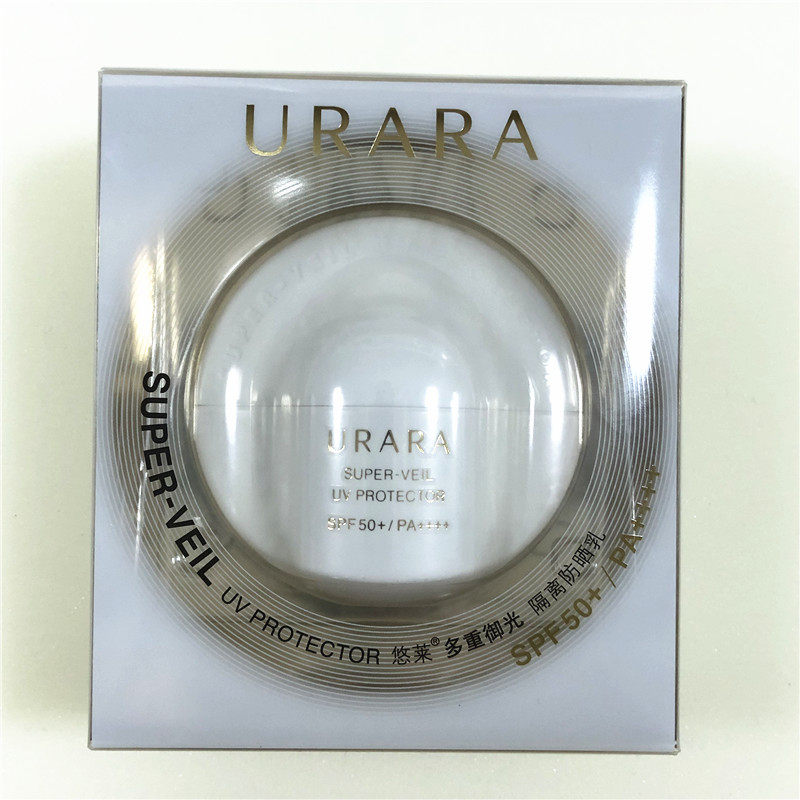 URARA
URARA
SUPER-VEIL
UV PROTECTOR
SPF50+/PA++++
SUPER-VEIL UV PROTECTOR 悠莱® 多重御光 隔离防晒乳
SPF50+/PA++++